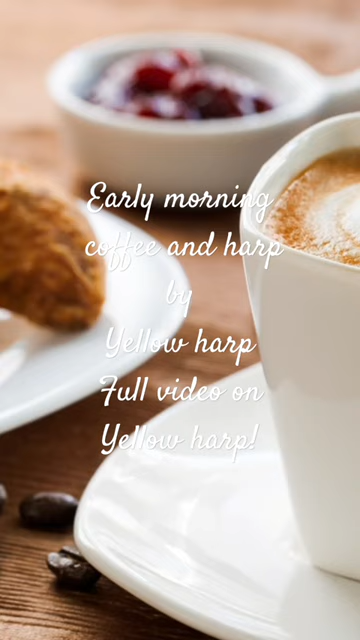 Early morning
coffee and harp
by
Yellow harp
Full video on
Yellow harp!